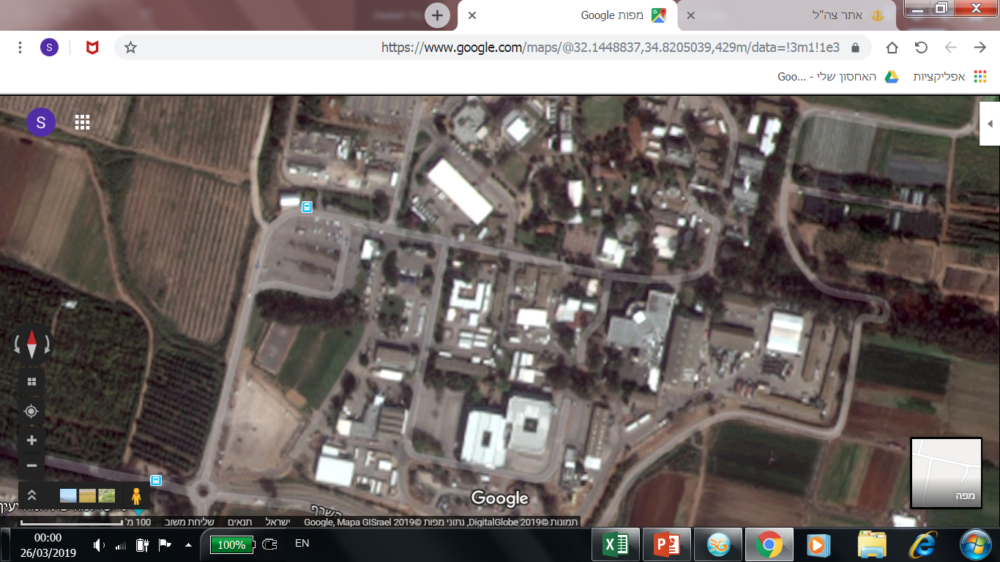 אתר צה"ל
מפות Google
https://www.google.com/maps/@32.1448837,34.8205039,429m/data=!3m1!1e3
S
אפליקציות
האחסון שלי - Goo...
S
מפה
Google
השרף
תמונות ©2019 DigitalGlobe, נתוני מפות ©2019 Google, Mapa GISrael
ישראל
תנאים
שליחת משוב
100 מ'
00:00
26/03/2019
100%
EN